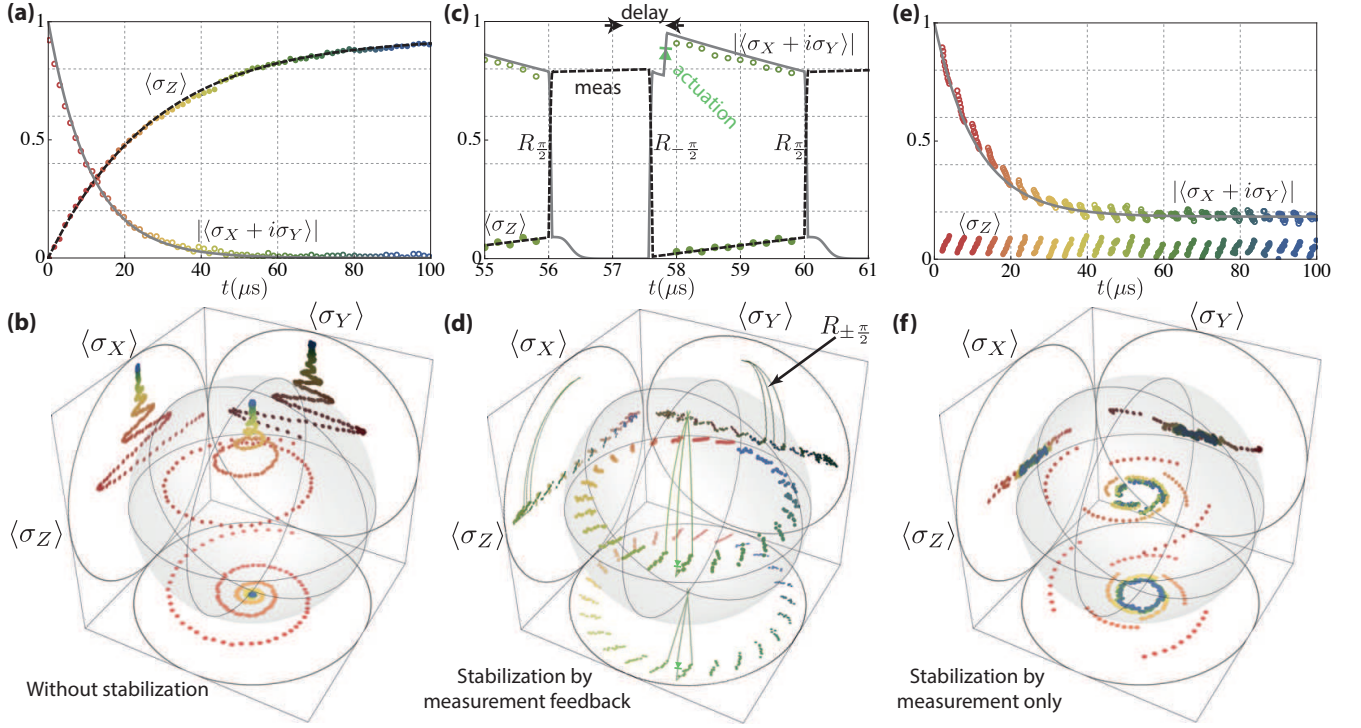 (a)
1
0.5
0
⟨σ_Z⟩
|⟨σ_X + iσ_Y⟩|
0 20 40 60 80 100
t(μs)
(c)
1
0.5
0
delay
|⟨σ_X + iσ_Y⟩|
meas
actuation
R_{π/2}
R_{-π/2}
R_{π/2}
⟨σ_Z⟩
55 56 57 58 59 60 61
t(μs)
(e)
1
0.5
0
|⟨σ_X + iσ_Y⟩|
⟨σ_Z⟩
0 20 40 60 80 100
t(μs)
(b)
⟨σ_X⟩
⟨σ_Y⟩
⟨σ_Z⟩
Without stabilization
(d)
⟨σ_X⟩
⟨σ_Y⟩
R_{±π/2}
⟨σ_Z⟩
Stabilization by
measurement feedback
(f)
⟨σ_X⟩
⟨σ_Y⟩
⟨σ_Z⟩
Stabilization by
measurement only